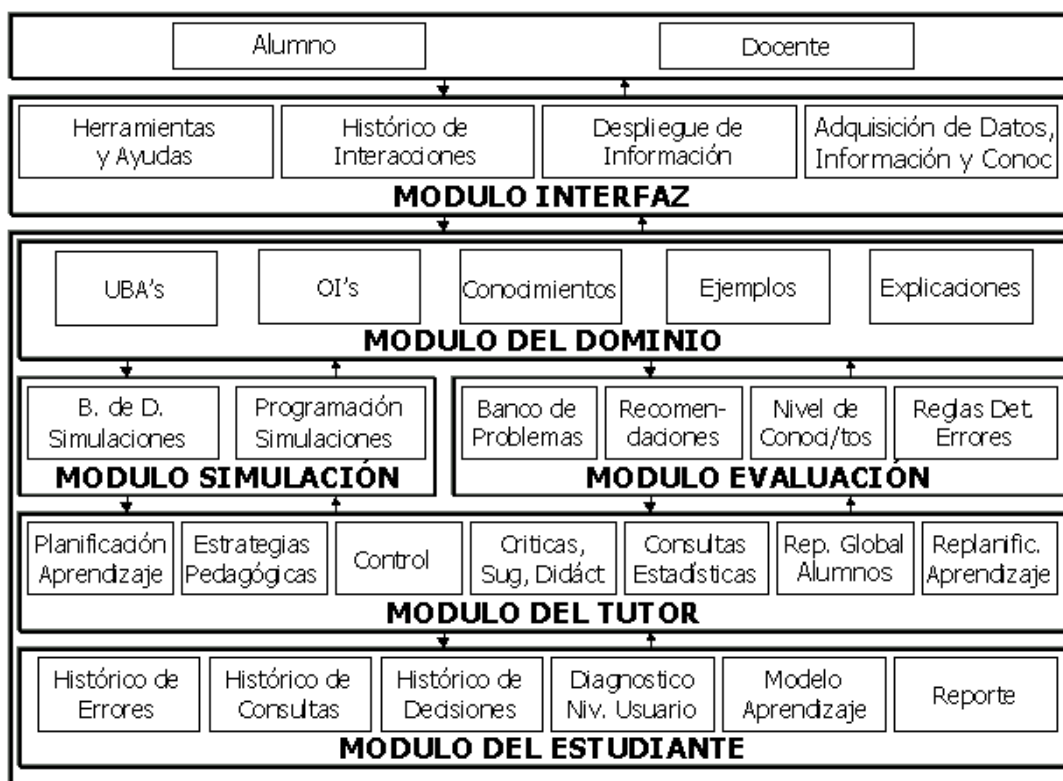 Alumno
Docente
Herramientas
y Ayudas
Histórico de
Interacciones
Despliegue de
Información
Adquisición de Datos,
Información y Conoc
MODULO INTERFAZ
UBA's
OI's
Conocimientos
Ejemplos
Explicaciones
MODULO DEL DOMINIO
B. de D.
Simulaciones
Programación
Simulaciones
MODULO SIMULACIÓN
Banco de
Problemas
Recomen-
daciones
Nivel de
Conoci/tos
Reglas Det.
Errores
MODULO EVALUACIÓN
Planificación
Aprendizaje
Estrategias
Pedagógicas
Control
Criticas,
Sug, Didáct
Consultas
Estadísticas
Rep. Global
Alumnos
Replanific.
Aprendizaje
MODULO DEL TUTOR
Histórico de
Errores
Histórico de
Consultas
Histórico de
Decisiones
Diagnostico
Niv. Usuario
Modelo
Aprendizaje
Reporte
MODULO DEL ESTUDIANTE